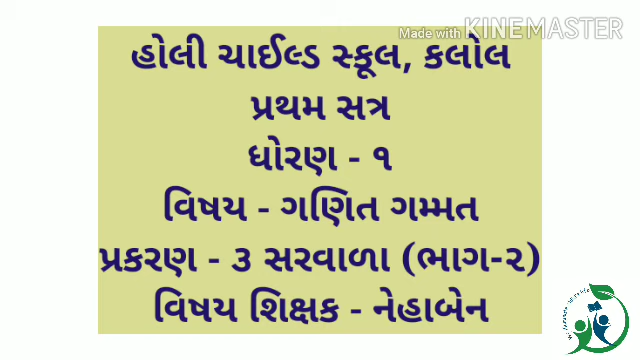 Made with KINEMASTER
હોલી ચાઈલ્ડ સ્કૂલ, કલોલ
પ્રથમ સત્ર
ધોરણ - ૧
વિષય - ગણિત ગમ્મત
પ્રકરણ - ૩ સરવાળા (ભાગ-૨)
વિષય શિક્ષક - નેહાબેન